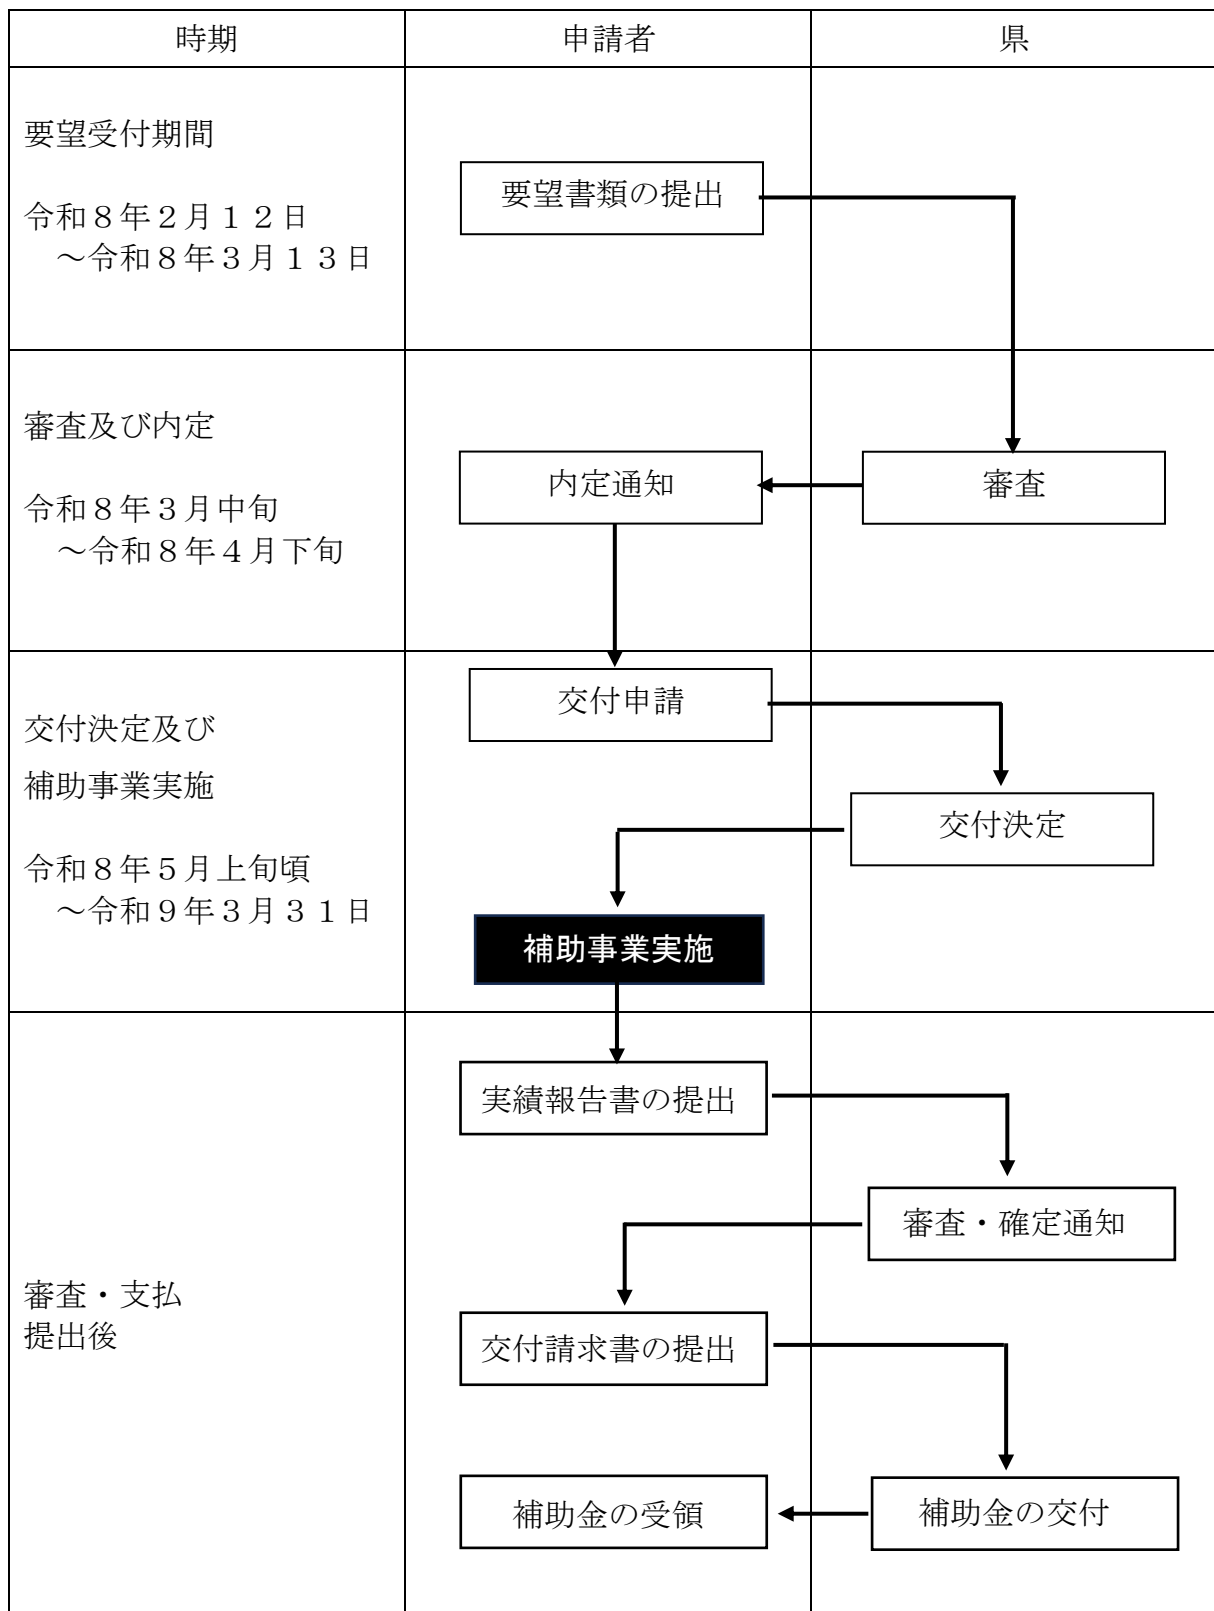 時期
申請者
県
要望受付期間
令和８年２月１２日
～令和８年３月１３日
要望書類の提出
審査及び内定
令和８年３月中旬
～令和８年４月下旬
内定通知
審査
交付決定及び
補助事業実施
令和８年５月上旬頃
～令和９年３月３１日
交付申請
交付決定
補助事業実施
審査・支払
提出後
実績報告書の提出
審査・確定通知
交付請求書の提出
補助金の受領
補助金の交付